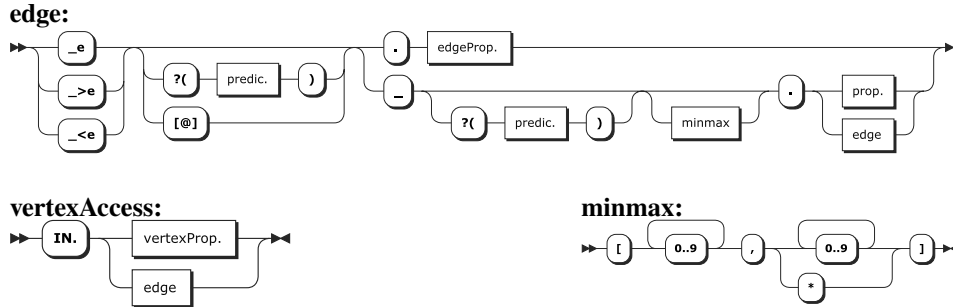 edge:
_e . edgeProp.
_>e ?( predic. ) _ ?( predic. ) minmax . prop.
_<e [@] edge
vertexAccess: minmax:
IN. vertexProp. [ 0..9 , 0..9 ]
edge *